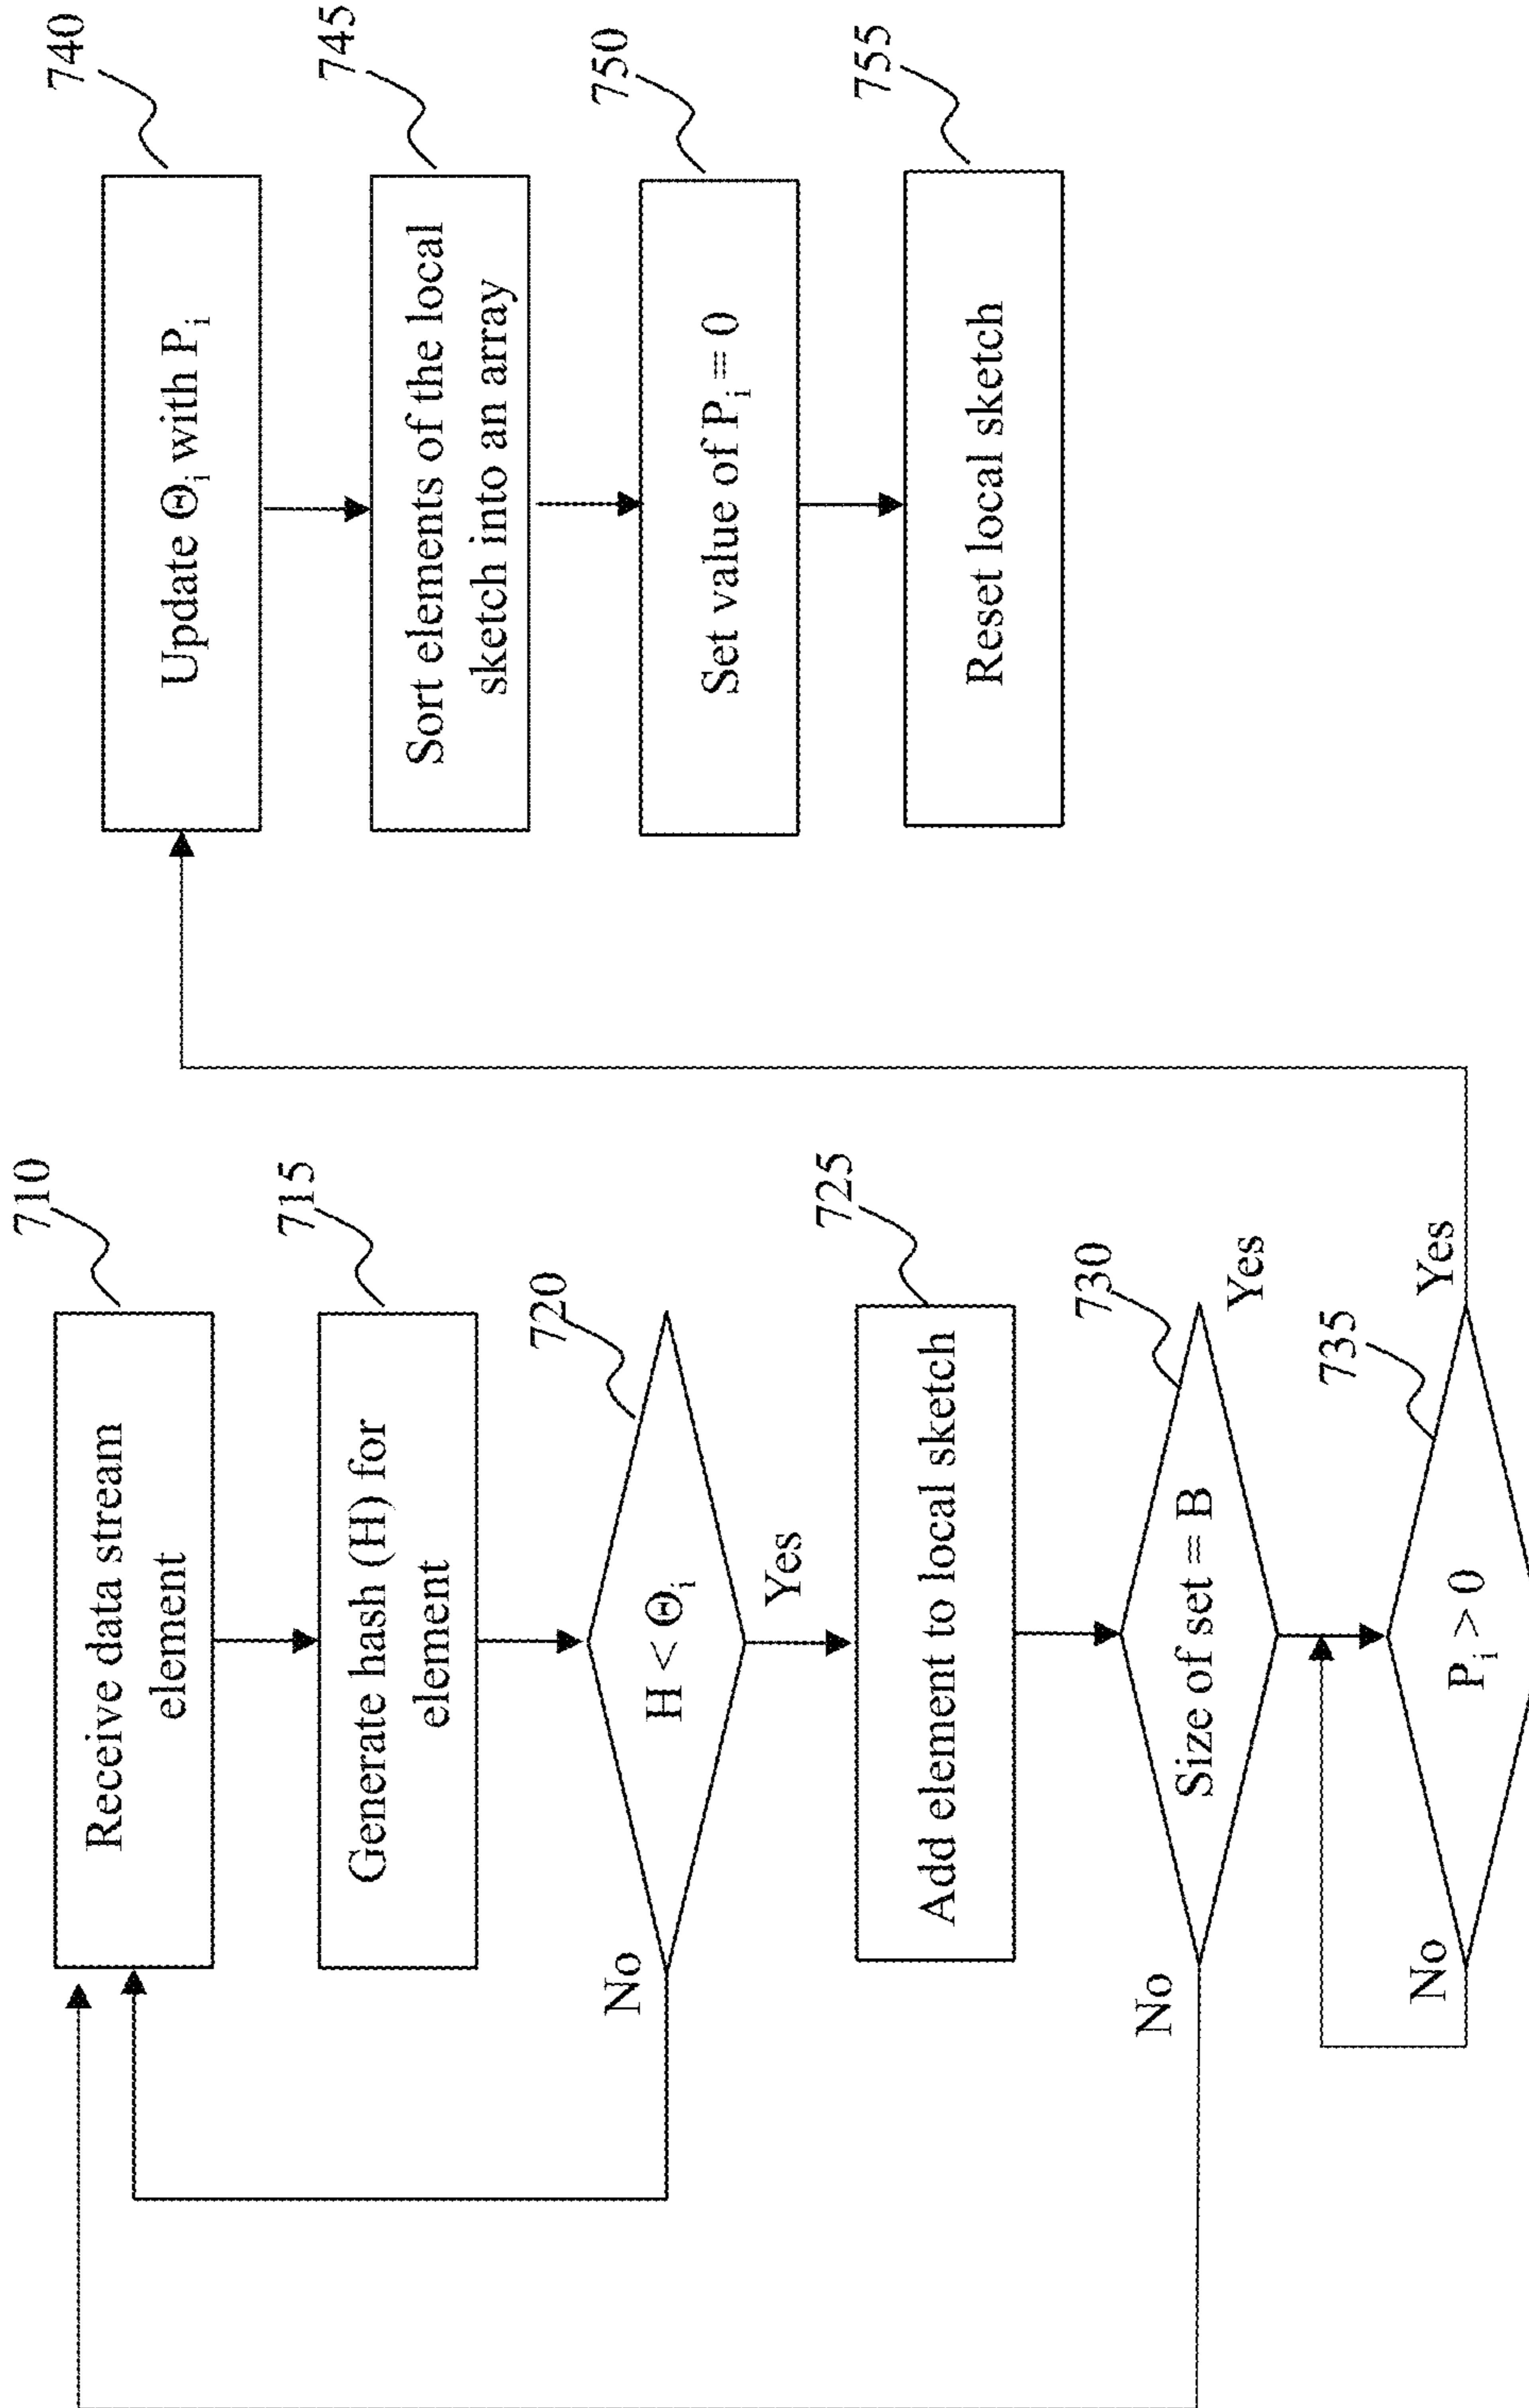 710
Receive data stream
element
715
Generate hash (H) for
element
720
H < Θᵢ
No
Yes
725
Add element to local sketch
730
Size of set = B
No
Yes
735
Pᵢ > 0
No
Yes
740
Update Θᵢ with Pᵢ
745
Sort elements of the local
sketch into an array
750
Set value of Pᵢ = 0
755
Reset local sketch